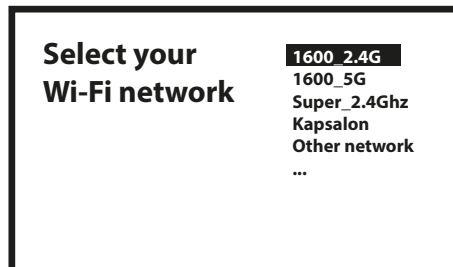 Select your
Wi-Fi network
1600_2.4G
1600_5G
Super_2.4Ghz
Kapsalon
Other network
...